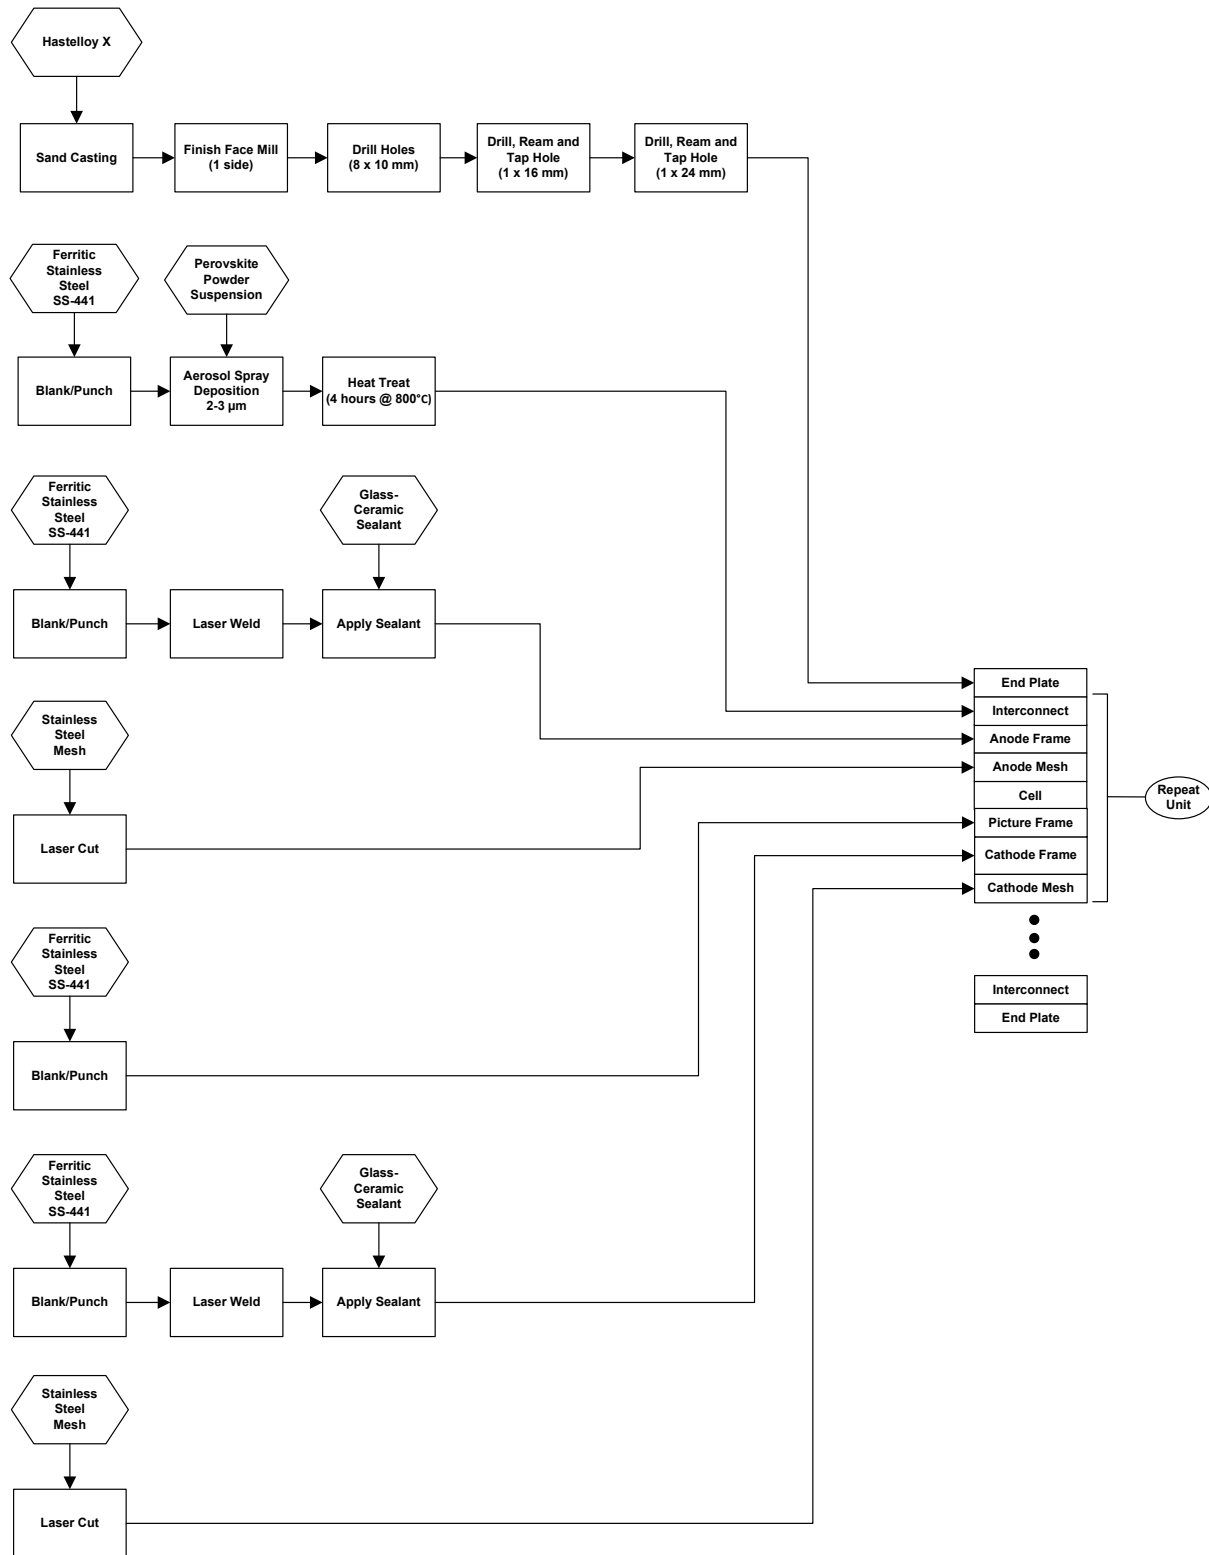 Hastelloy X
Sand Casting
Finish Face Mill
(1 side)
Drill Holes
(8 x 10 mm)
Drill, Ream and
Tap Hole
(1 x 16 mm)
Drill, Ream and
Tap Hole
(1 x 24 mm)
Ferritic
Stainless
Steel
SS-441
Perovskite
Powder
Suspension
Blank/Punch
Aerosol Spray
Deposition
2-3 µm
Heat Treat
(4 hours @ 800°C)
Ferritic
Stainless
Steel
SS-441
Glass-
Ceramic
Sealant
Blank/Punch
Laser Weld
Apply Sealant
Stainless
Steel
Mesh
Laser Cut
Ferritic
Stainless
Steel
SS-441
Blank/Punch
Ferritic
Stainless
Steel
SS-441
Glass-
Ceramic
Sealant
Blank/Punch
Laser Weld
Apply Sealant
Stainless
Steel
Mesh
Laser Cut
End Plate
Interconnect
Anode Frame
Anode Mesh
Cell
Picture Frame
Cathode Frame
Cathode Mesh
Interconnect
End Plate
Repeat
Unit